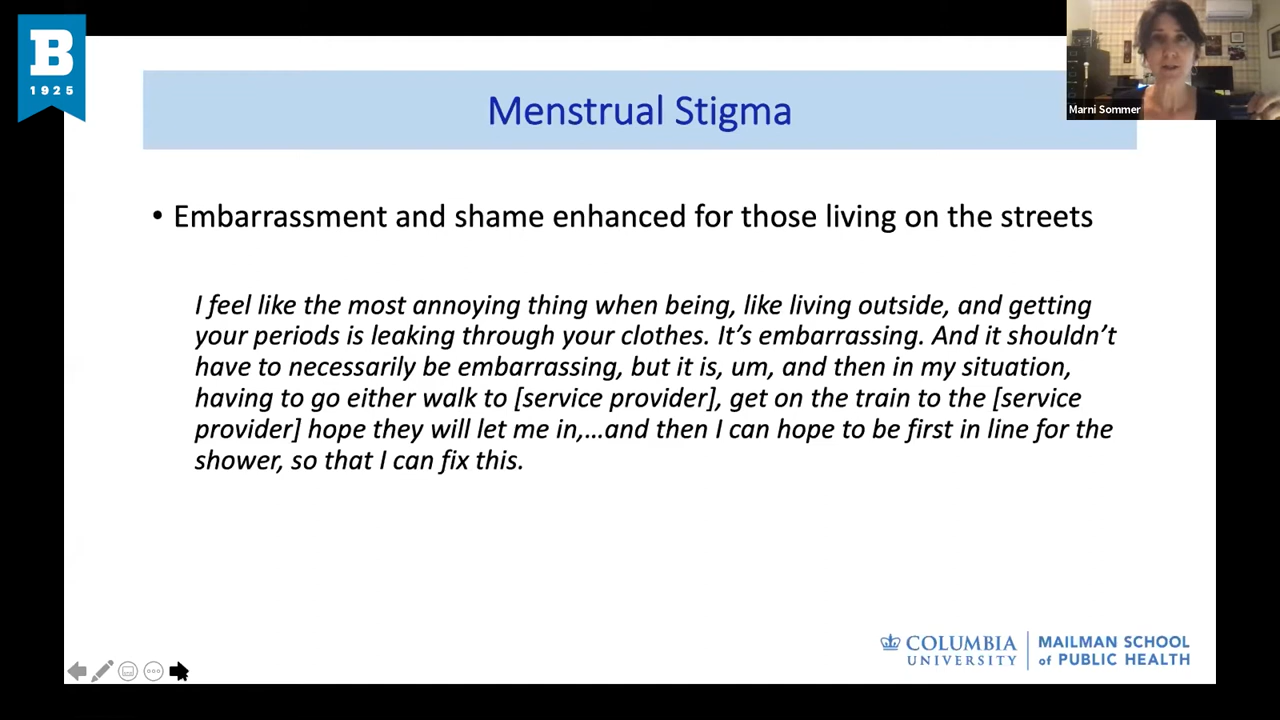 B
1925
Marni Sommer
Menstrual Stigma
• Embarrassment and shame enhanced for those living on the streets
I feel like the most annoying thing when being, like living outside, and getting
your periods is leaking through your clothes. It’s embarrassing. And it shouldn’t
have to necessarily be embarrassing, but it is, um, and then in my situation,
having to go either walk to [service provider], get on the train to the [service
provider] hope they will let me in,...and then I can hope to be first in line for the
shower, so that I can fix this.
COLUMBIA
UNIVERSITY
MAILMAN SCHOOL
of PUBLIC HEALTH